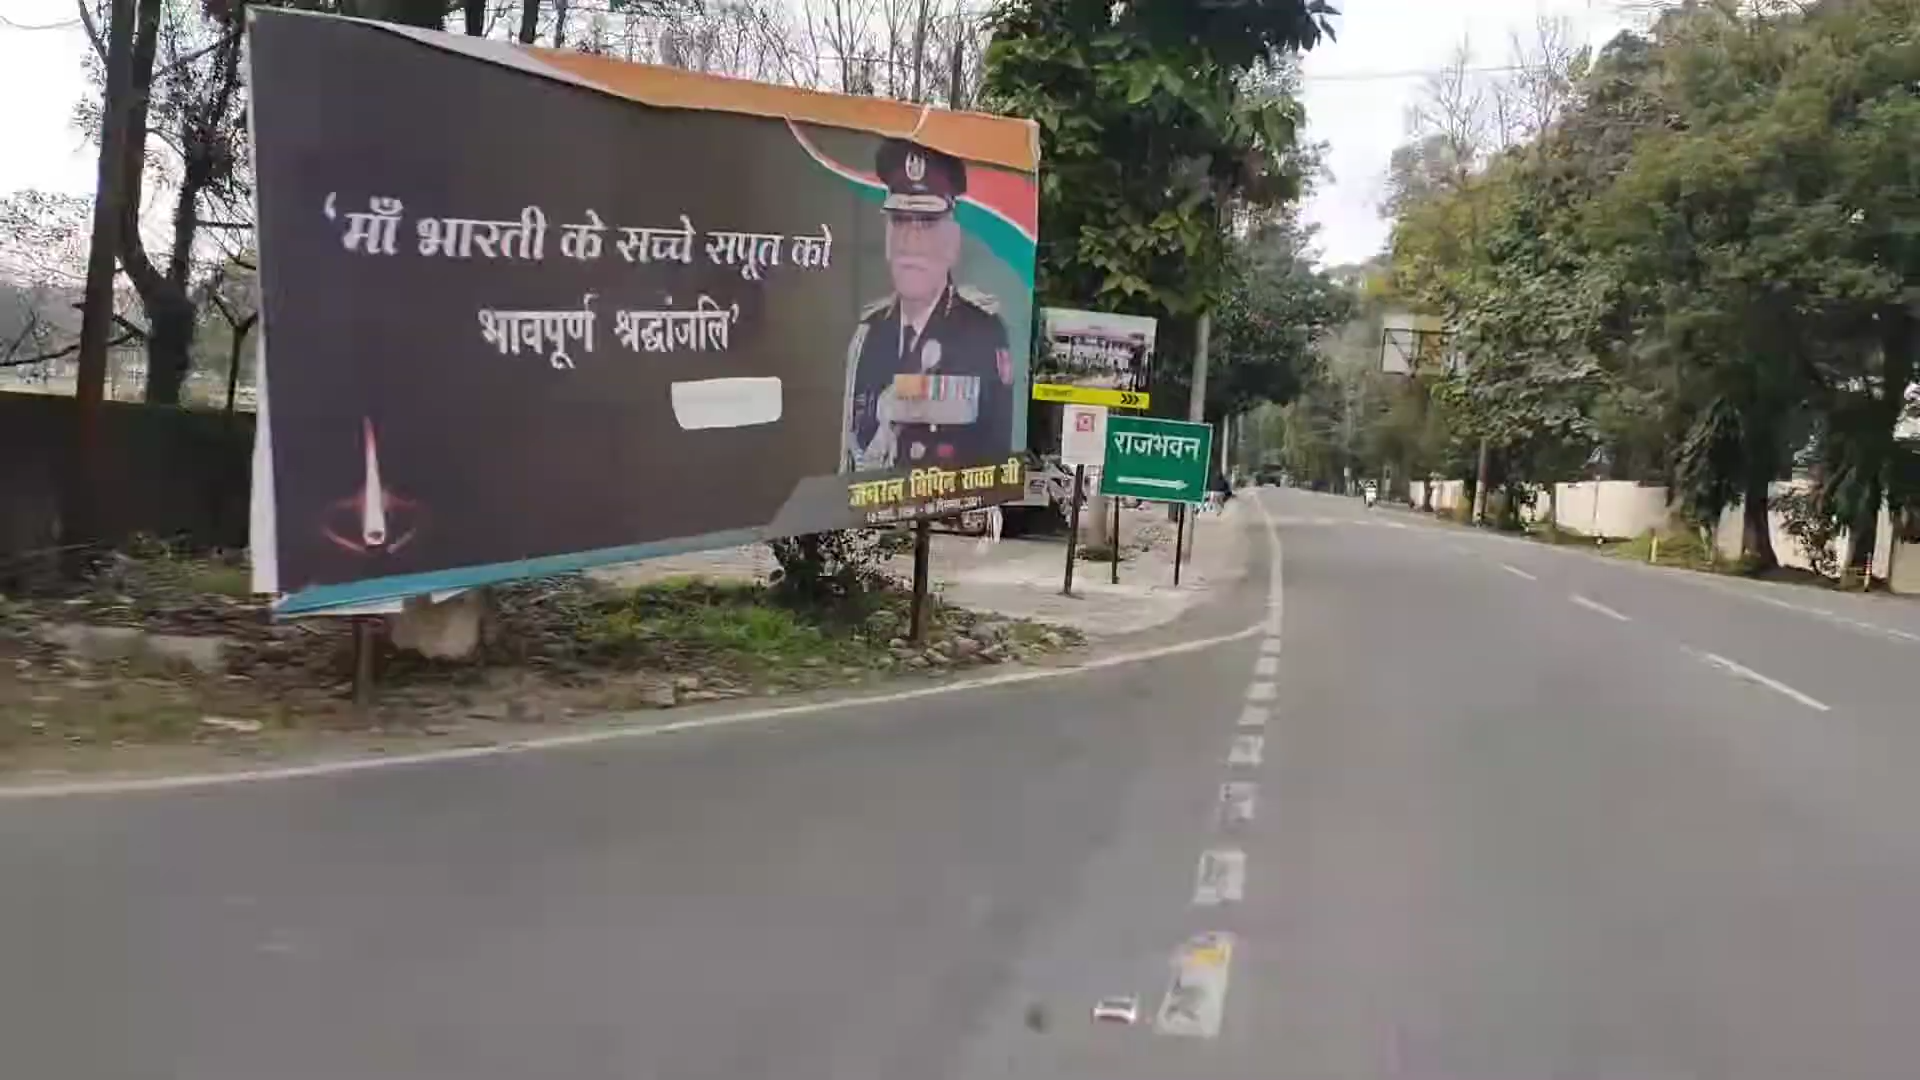 ‘माँ भारती के सच्चे सपूत को
भावपूर्ण श्रद्धांजलि’
जनरल बिपिन रावत जी
राजभवन